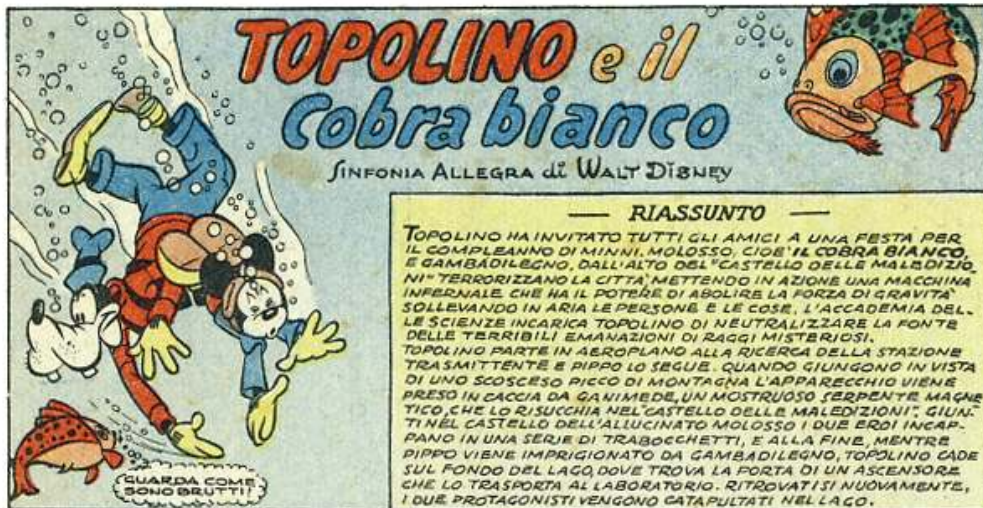 TOPOLINO e il
Cobra bianco
SINFONIA ALLEGRA di WALT DISNEY
— RIASSUNTO —
TOPOLINO HA INVITATO TUTTI GLI AMICI A UNA FESTA PER
IL COMPLEANNO DI MINNI. MOLOSSO, CIOE' IL COBRA BIANCO,
E GAMBADILEGNO, DALL'ALTO DEL "CASTELLO DELLE MALEDIZIO-
NI" TERRORIZZANO LA CITTA' METTENDO IN AZIONE UNA MACCHINA
INFERNALE CHE HA IL POTERE DI ABOLIRE LA FORZA DI GRAVITA'
SOLLEVANDO IN ARIA LE PERSONE E LE COSE. L'ACCADEMIA DEL-
LE SCIENZE INCARICA TOPOLINO DI NEUTRALIZZARE LA FONTE
DELLE TERRIBILI EMANAZIONI DI RAGGI MISTERIOSI.
TOPOLINO PARTE IN AEROPLANO ALLA RICERCA DELLA STAZIONE
TRASMITTENTE E PIPPO LO SEGUE. QUANDO GIUNGONO IN VISTA
DI UNO SCOSCESO PICCO DI MONTAGNA L'APPARECCHIO VIENE
PRESO IN CACCIA DA GANIMEDE, UN MOSTRUOSO SERPENTE MAGNE
TICO, CHE LO RISUCCHIA NEL "CASTELLO DELLE MALEDIZIONI". GIUN-
TI NEL CASTELLO DELL'ALLUCINATO MOLOSSO I DUE EROI INCAP-
PANO IN UNA SERIE DI TRABOCCHETTI, E ALLA FINE, MENTRE
PIPPO VIENE IMPRIGIONATO DA GAMBADILEGNO, TOPOLINO CADE
SUL FONDO DEL LAGO, DOVE TROVA LA PORTA DI UN ASCENSORE
CHE LO TRASPORTA AL LABORATORIO. RITROVATISI NUOVAMENTE,
I DUE PROTAGONISTI VENGONO CATAPULTATI NEL LAGO.
GUARDA COME
SONO BRUTTI!